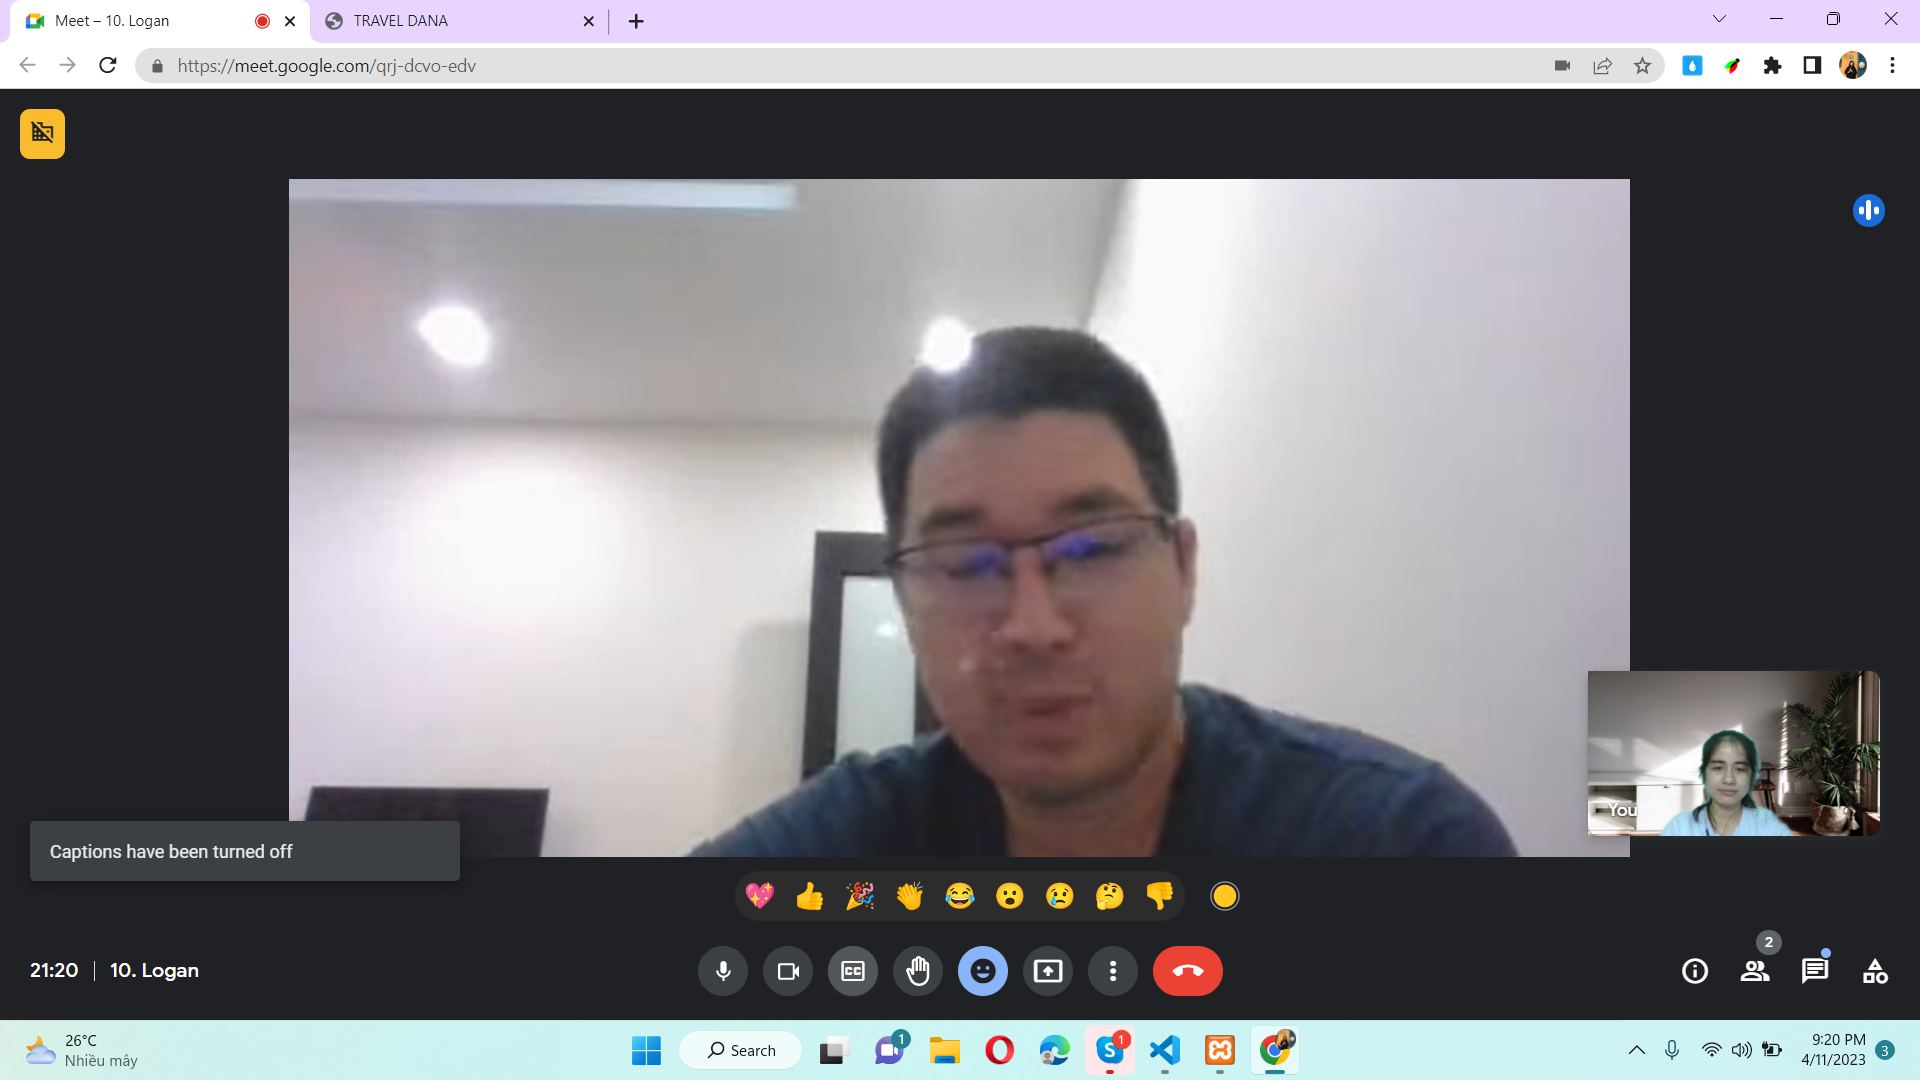 Meet – 10. Logan
TRAVEL DANA
https://meet.google.com/qrj-dcvo-edv
You
Captions have been turned off
21:20 | 10. Logan
CC
2
26°C
Nhiều mây
Search
1
1
9:20 PM
4/11/2023
3